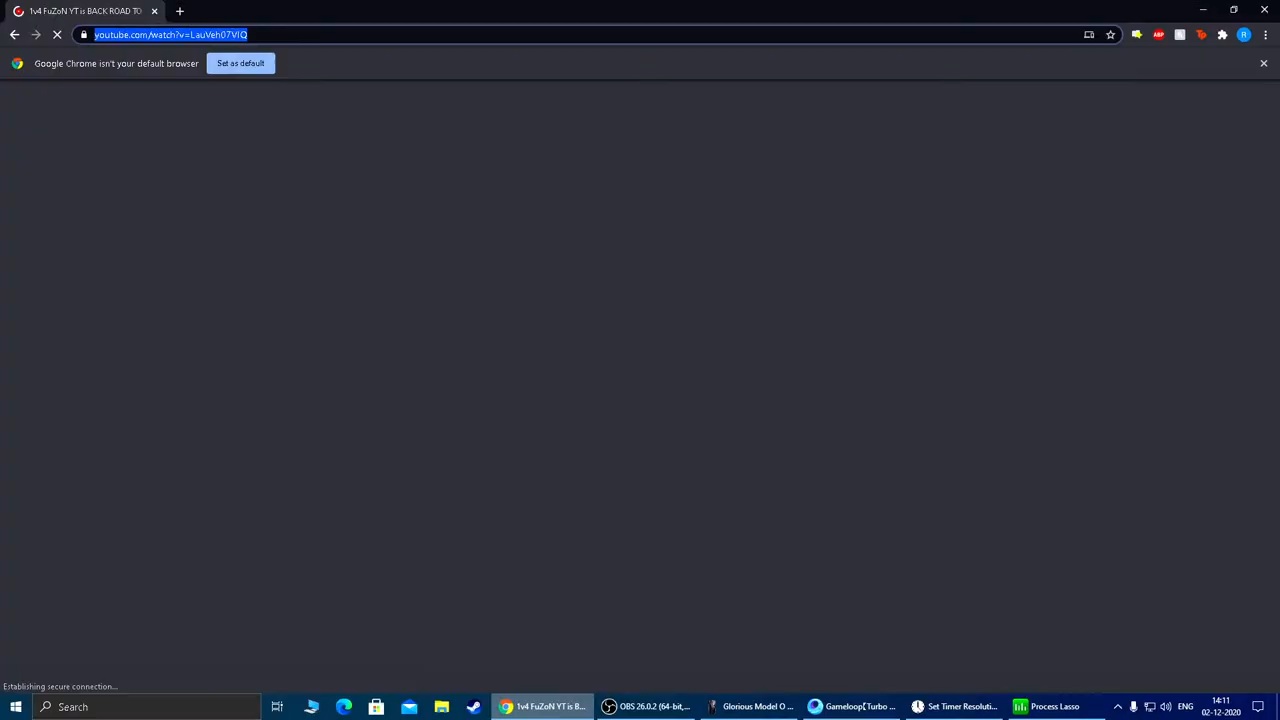 1v4 FuZoN YT is BACK ROAD TO
youtube.com/watch?v=LauVeh07VIQ
ABP
R
Google Chrome isn't your default browser
Set as default
Establishing secure connection...
Search
1v4 FuZoN YT is B...
OBS 26.0.2 (64-bit,...
Glorious Model O ...
Gameloop Turbo ...
Set Timer Resoluti...
Process Lasso
ENG
14:11
02-12-2020